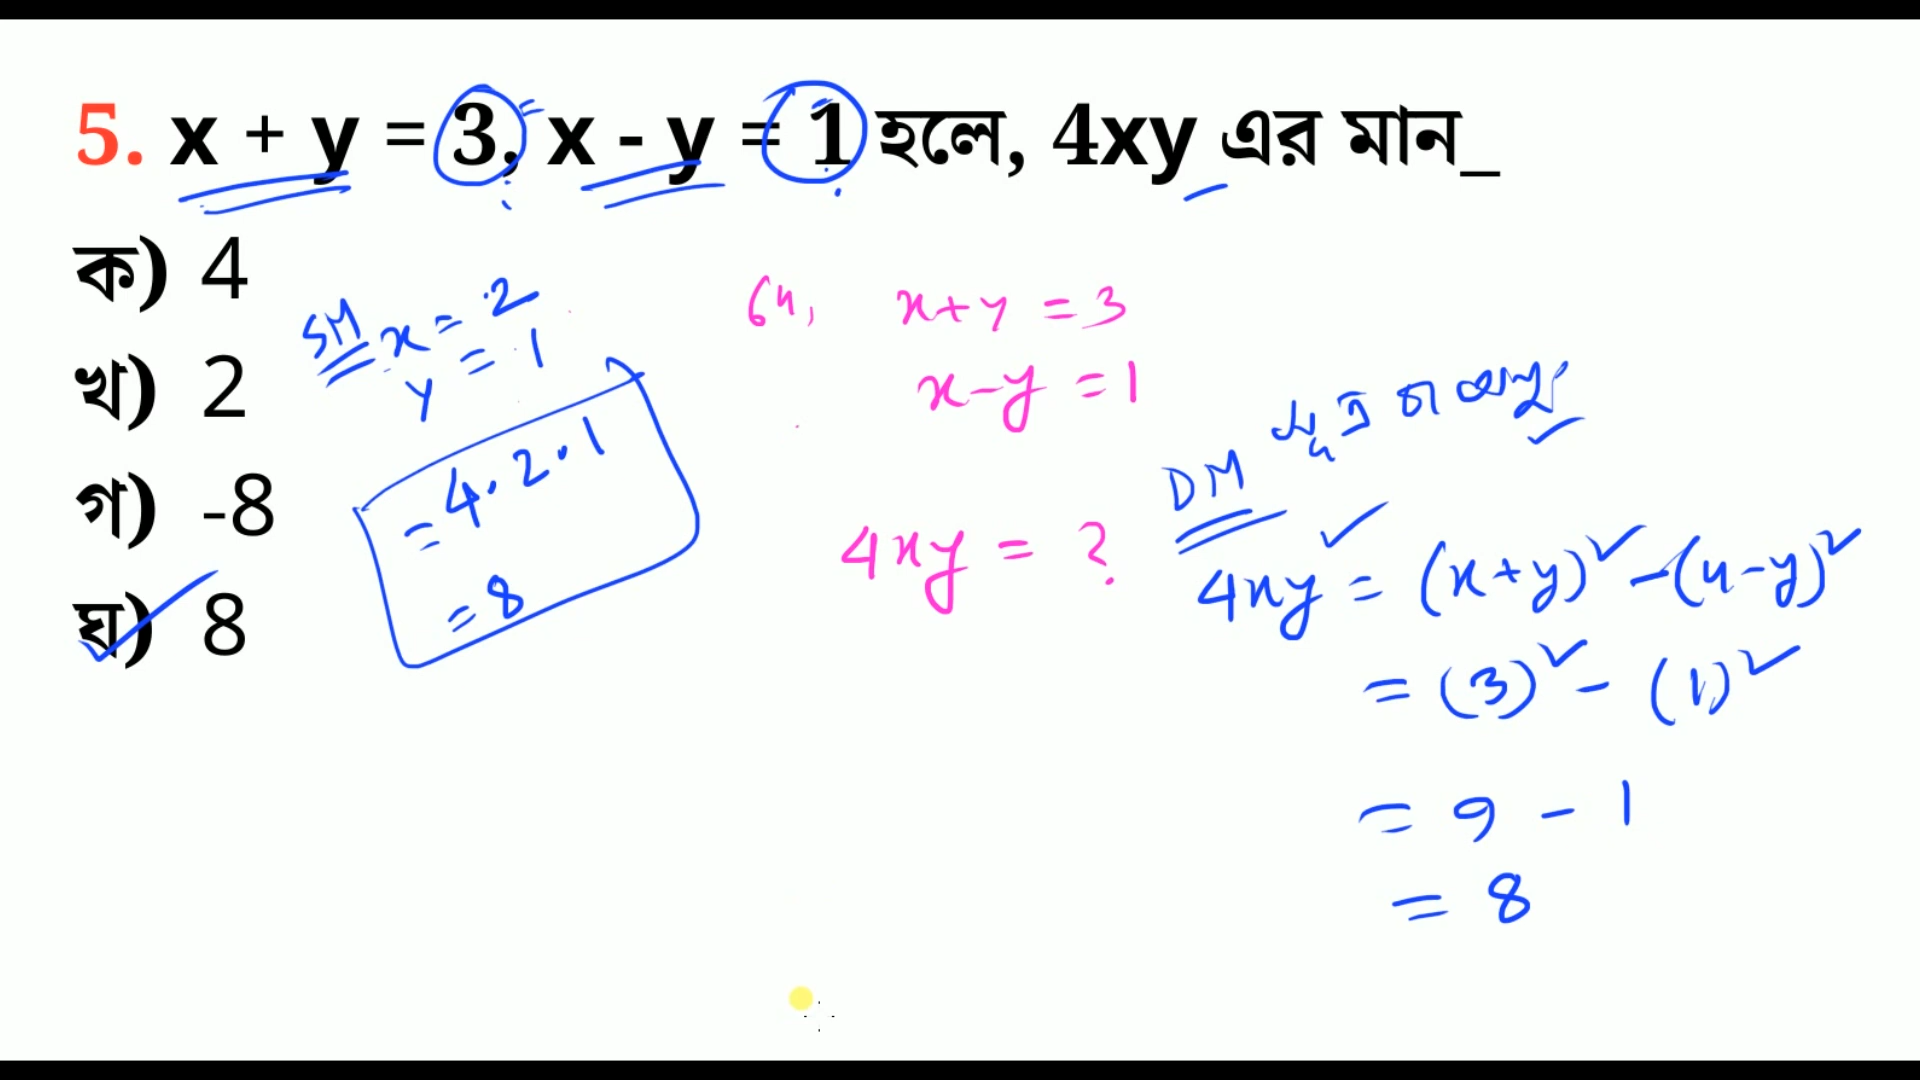 5. x + y = 3, x - y = 1 হলে, 4xy এর মান_
ক) 4
খ) 2
গ) -8
ঘ) 8
SM x = 2
y = 1
= 4.2.1
= 8
x+y = 3
x-y = 1
4xy = ?
DM সূত্র
4xy = (x+y)² - (x-y)²
= (3)² - (1)²
= 9 - 1
= 8